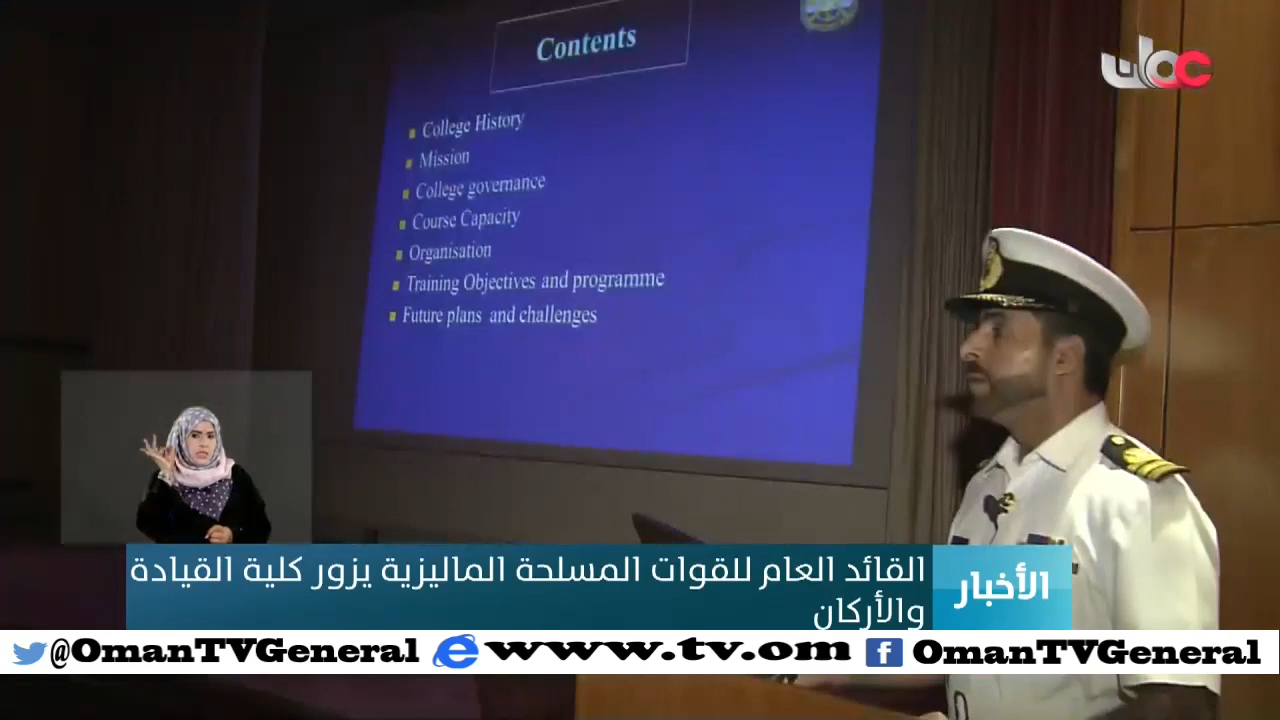 Contents
College History
Mission
College governance
Course Capacity
Organisation
Training Objectives and programme
Future plans and challenges
عمان
الأخبار
القائد العام للقوات المسلحة الماليزية يزور كلية القيادة
والأركان
@OmanTVGeneral www.tv.om f OmanTVGeneral